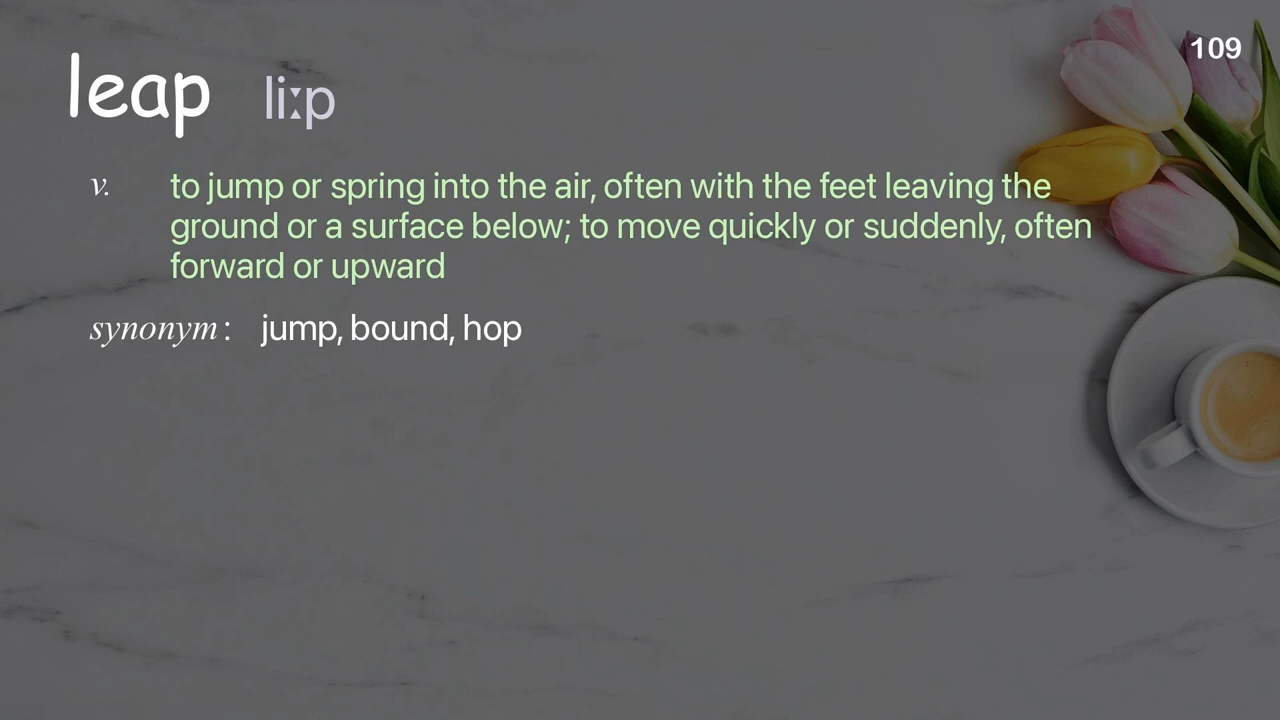 109
leap liːp
v. to jump or spring into the air, often with the feet leaving the
ground or a surface below; to move quickly or suddenly, often
forward or upward
synonym : jump, bound, hop